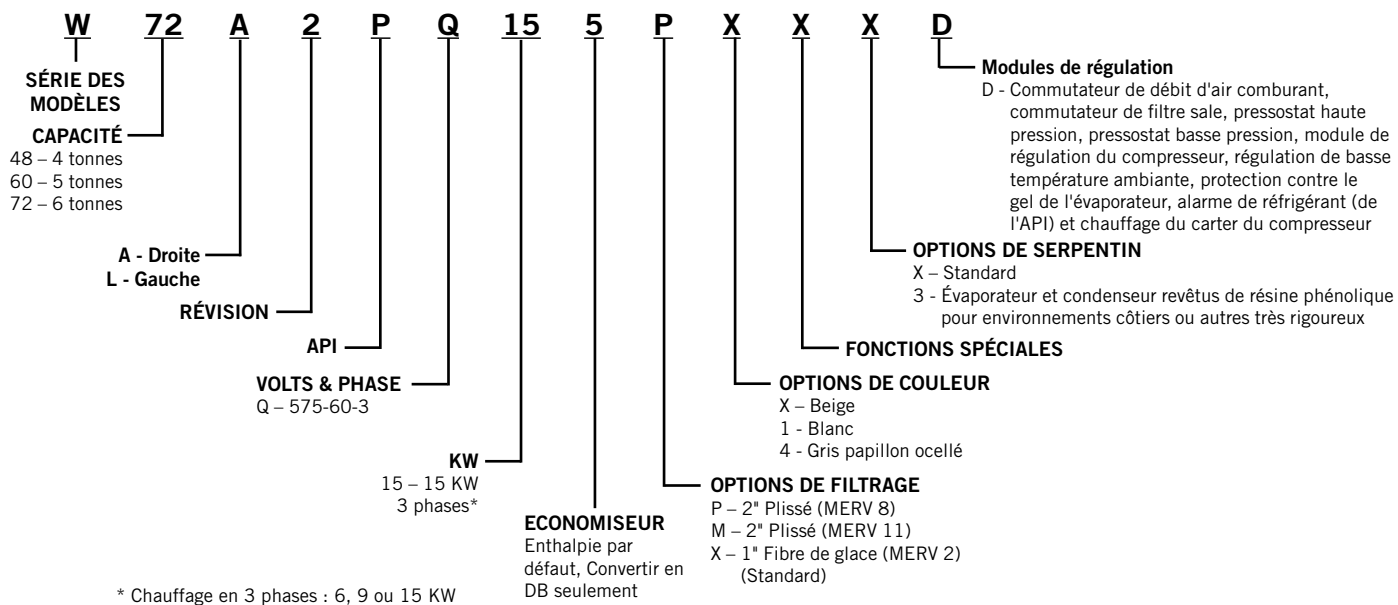 W 72 A 2 P Q 15 5 P X X X D
SÉRIE DES
MODÈLES
CAPACITÉ
48 – 4 tonnes
60 – 5 tonnes
72 – 6 tonnes
A - Droite
L - Gauche
RÉVISION
API
VOLTS & PHASE
Q – 575-60-3
KW
15 – 15 KW
3 phases*
ECONOMISEUR
Enthalpie par
défaut, Convertir en
DB seulement
OPTIONS DE FILTRAGE
P – 2" Plissé (MERV 8)
M – 2" Plissé (MERV 11)
X – 1" Fibre de glace (MERV 2)
(Standard)
OPTIONS DE COULEUR
X – Beige
1 - Blanc
4 - Gris papillon ocellé
FONCTIONS SPÉCIALES
OPTIONS DE SERPENTIN
X – Standard
3 - Évaporateur et condenseur revêtus de résine phénolique
pour environnements côtiers ou autres très rigoureux
Modules de régulation
D - Commutateur de débit d'air comburant,
commutateur de filtre sale, pressostat haute
pression, pressostat basse pression, module de
régulation du compresseur, régulation de basse
température ambiante, protection contre le
gel de l'évaporateur, alarme de réfrigérant (de
l'API) et chauffage du carter du compresseur
* Chauffage en 3 phases : 6, 9 ou 15 KW